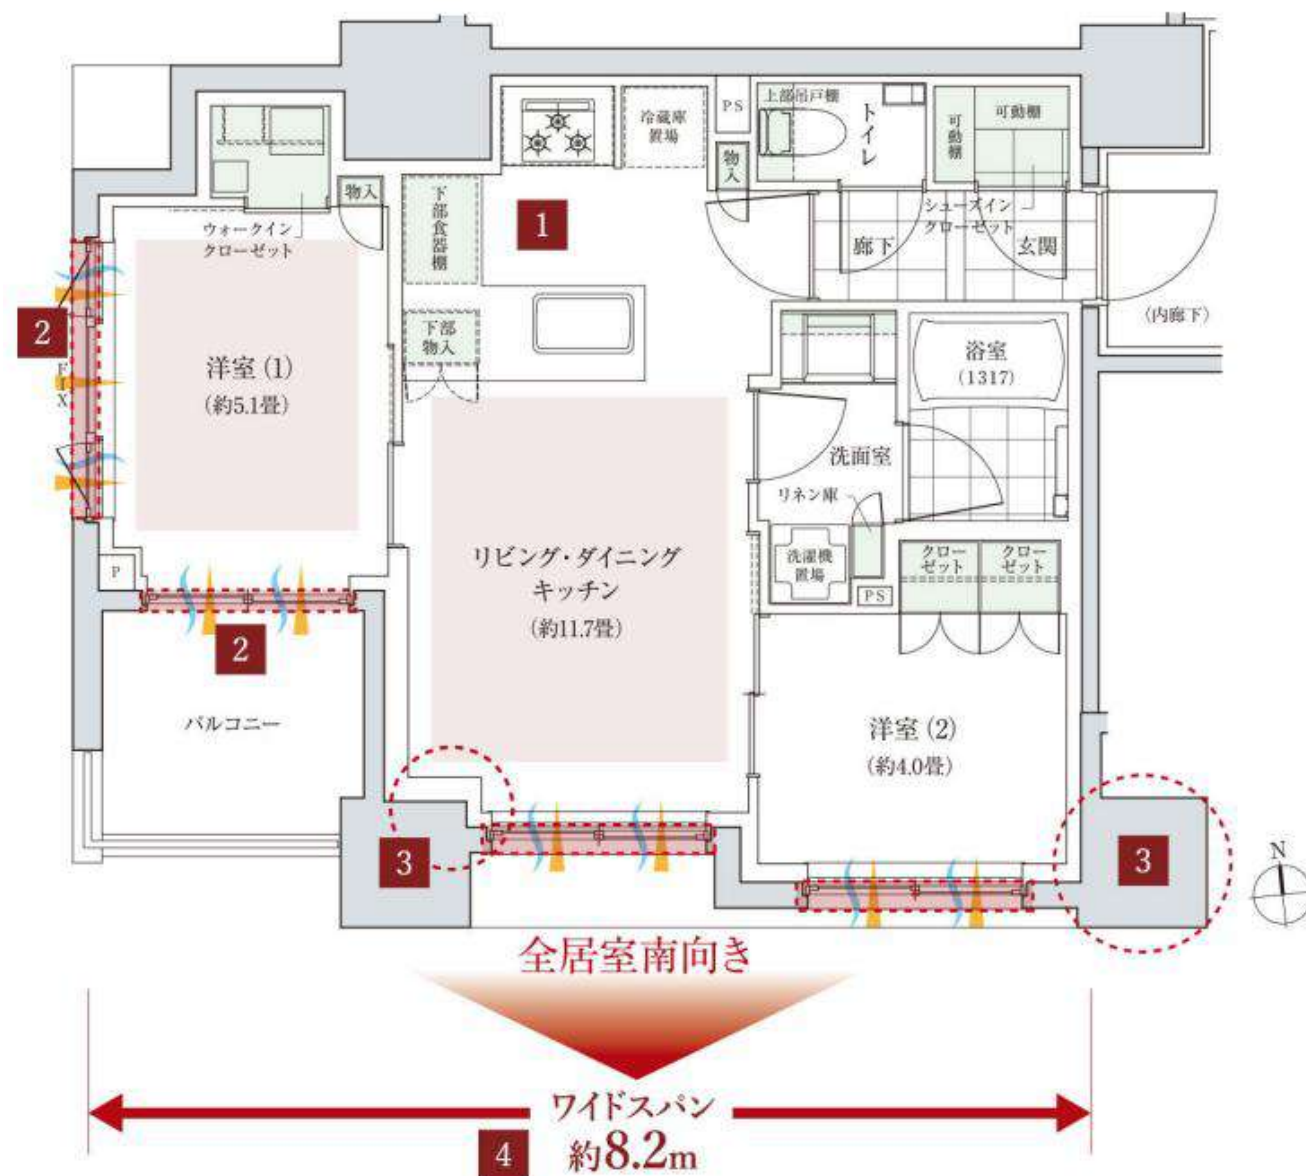 上部吊戸棚
トイレ
PS
冷蔵庫
置場
可動棚
可動棚
物入
物入
下部食器棚
1
ウォークイン
クローゼット
シューズイン
クローゼット
廊下
玄関
(内廊下)
2
FIX
下部
物入
洋室(1)
(約5.1畳)
浴室
(1317)
洗面室
リネン庫
リビング・ダイニング
キッチン
(約11.7畳)
洗濯機
置場
クロー
ゼット
クロー
ゼット
P
PS
2
バルコニー
洋室(2)
(約4.0畳)
3
3
N
全居室南向き
ワイドスパン
4
約8.2m